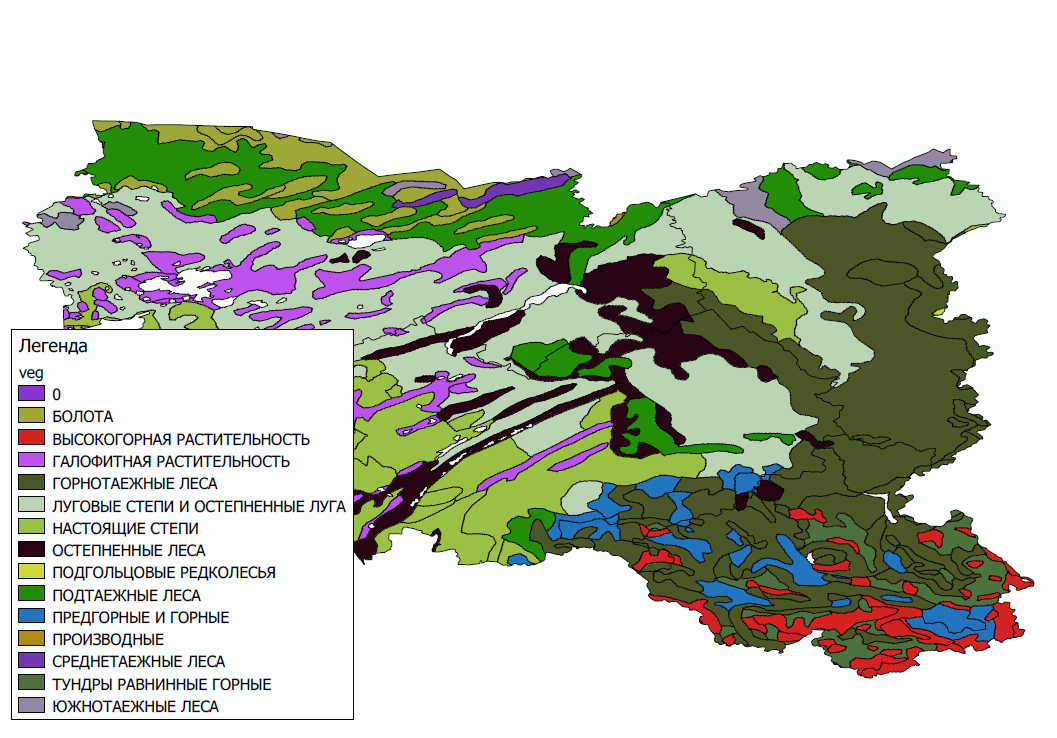 Легенда
veg
0
БОЛОТА
ВЫСОКОГОРНАЯ РАСТИТЕЛЬНОСТЬ
ГАЛОФИТНАЯ РАСТИТЕЛЬНОСТЬ
ГОРНОТАЕЖНЫЕ ЛЕСА
ЛУГОВЫЕ СТЕПИ И ОСТЕПНЕННЫЕ ЛУГА
НАСТОЯЩИЕ СТЕПИ
ОСТЕПНЕННЫЕ ЛЕСА
ПОДГОЛЬЦОВЫЕ РЕДКОЛЕСЬЯ
ПОДТАЕЖНЫЕ ЛЕСА
ПРЕДГОРНЫЕ И ГОРНЫЕ
ПРОИЗВОДНЫЕ
СРЕДНЕТАЕЖНЫЕ ЛЕСА
ТУНДРЫ РАВНИННЫЕ ГОРНЫЕ
ЮЖНОТАЕЖНЫЕ ЛЕСА